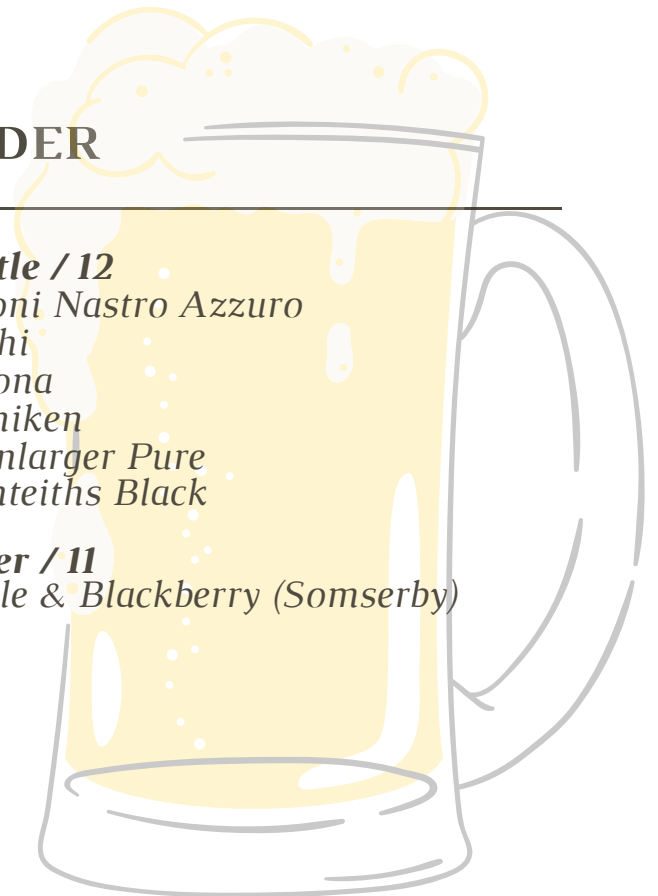 DER
tle / 12
oni Nastro Azzuro
hi
ona
niken
nlarger Pure
nteiths Black
er / 11
le & Blackberry (Somserby)